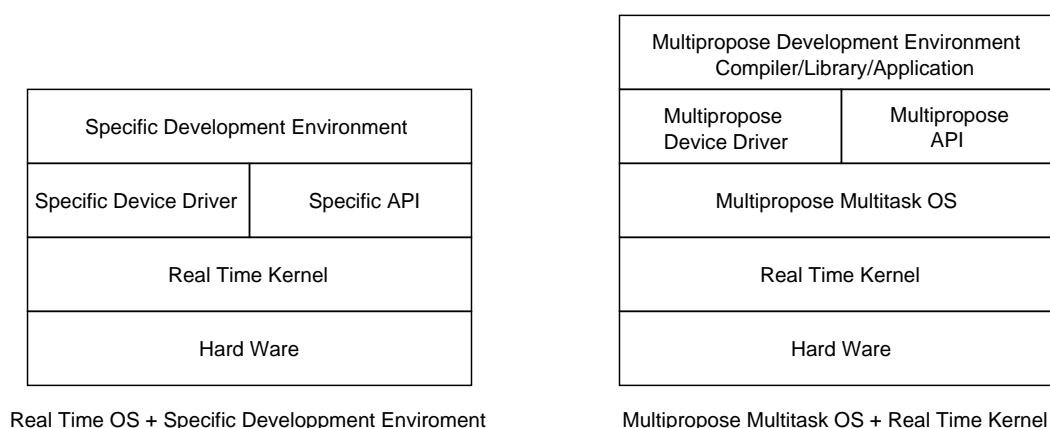 Specific Development Environment
Specific Device Driver
Specific API
Real Time Kernel
Hard Ware
Real Time OS + Specific Developpment Enviroment
Multipropose Development Environment
Compiler/Library/Application
Multipropose
Device Driver
Multipropose
API
Multipropose Multitask OS
Real Time Kernel
Hard Ware
Multipropose Multitask OS + Real Time Kernel